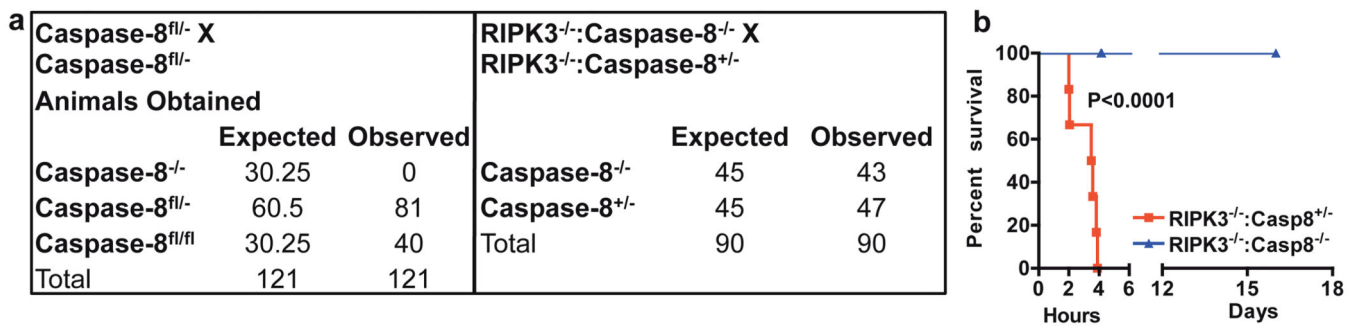 a
Caspase-8fl/- X
Caspase-8fl/-
Animals Obtained
Expected Observed
Caspase-8-/- 30.25 0
Caspase-8fl/- 60.5 81
Caspase-8fl/fl 30.25 40
Total 121 121
RIPK3-/-:Caspase-8-/- X
RIPK3-/-:Caspase-8+/-
Expected Observed
Caspase-8-/- 45 43
Caspase-8+/- 45 47
Total 90 90
b
Percent survival
100
80
60
40
20
0
P<0.0001
RIPK3-/-:Casp8+/-
RIPK3-/-:Casp8-/-
0 2 4 6 12 15 18
Hours Days